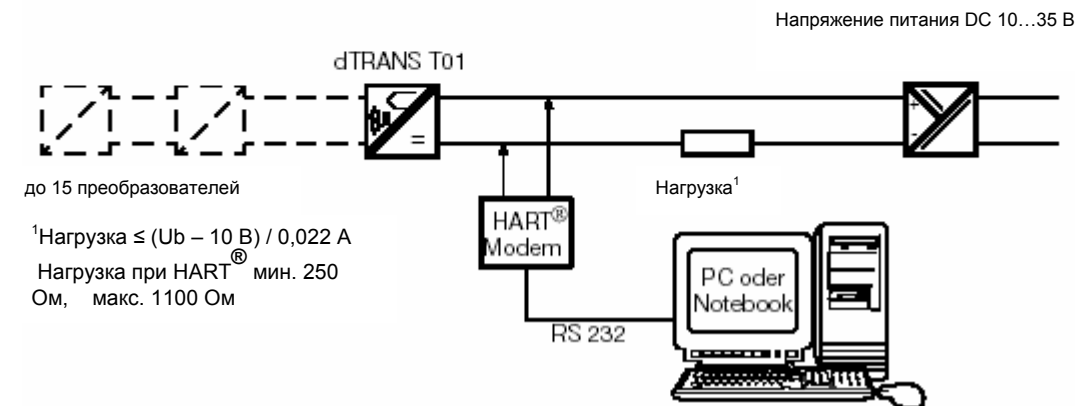 Напряжение питания DC 10…35 В
dTRANS T01
+
-
=
до 15 преобразователей
Нагрузка¹
¹Нагрузка ≤ (Ub – 10 В) / 0,022 А
Нагрузка при HART® мин. 250
Ом, макс. 1100 Ом
HART®
Modem
PC oder
Notebook
RS 232